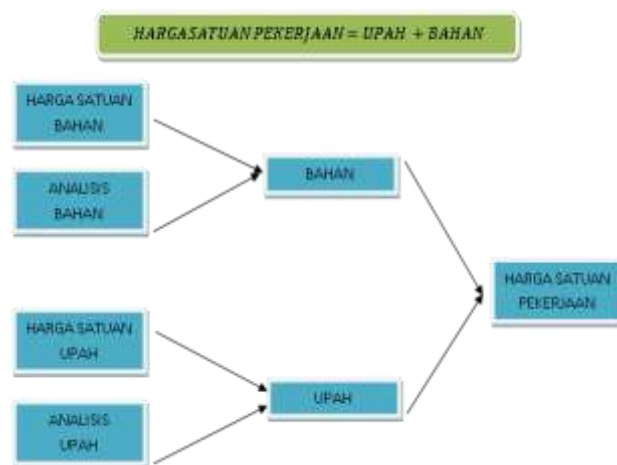 HARGASATUAN PEKERJAAN = UPAH + BAHAN
HARGA SATUAN
BAHAN
ANALISIS
BAHAN
BAHAN
HARGA SATUAN
PEKERJAAN
HARGA SATUAN
UPAH
UPAH
ANALISIS
UPAH